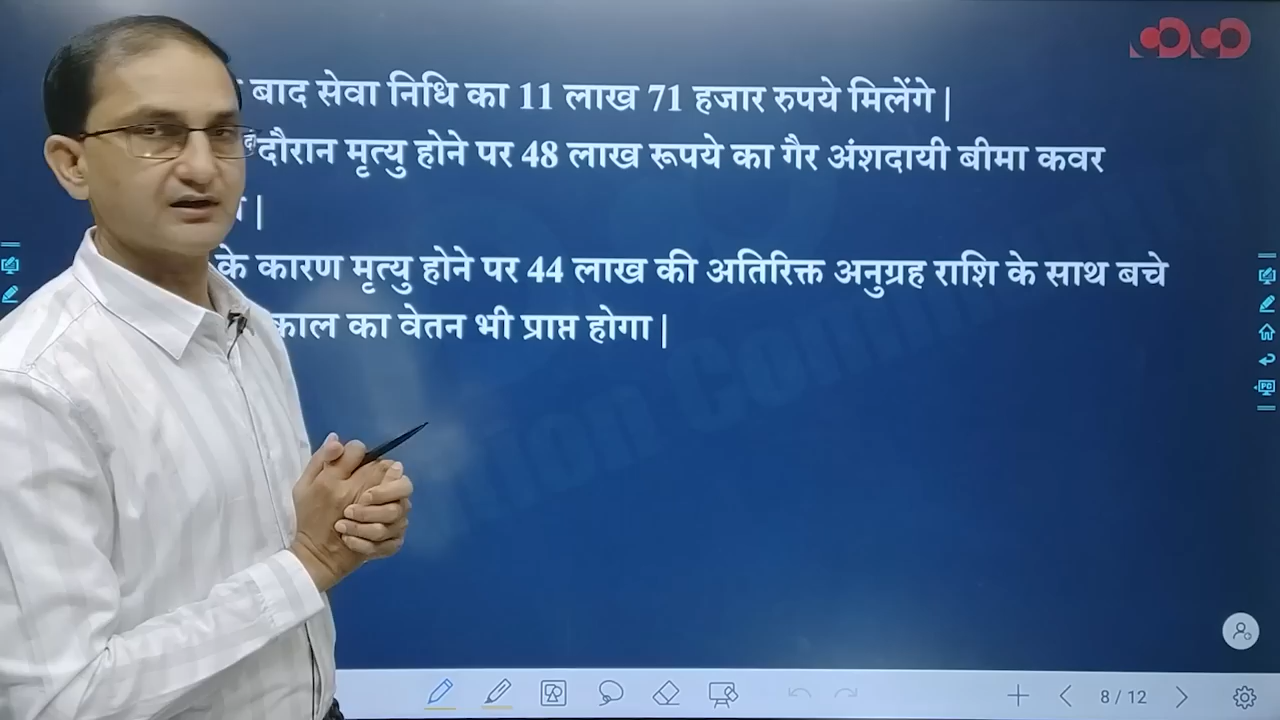 बाद सेवा निधि का 11 लाख 71 हजार रुपये मिलेंगे |
दौरान मृत्यु होने पर 48 लाख रूपये का गैर अंशदायी बीमा कवर
|
के कारण मृत्यु होने पर 44 लाख की अतिरिक्त अनुग्रह राशि के साथ बचे
काल का वेतन भी प्राप्त होगा |
8 / 12